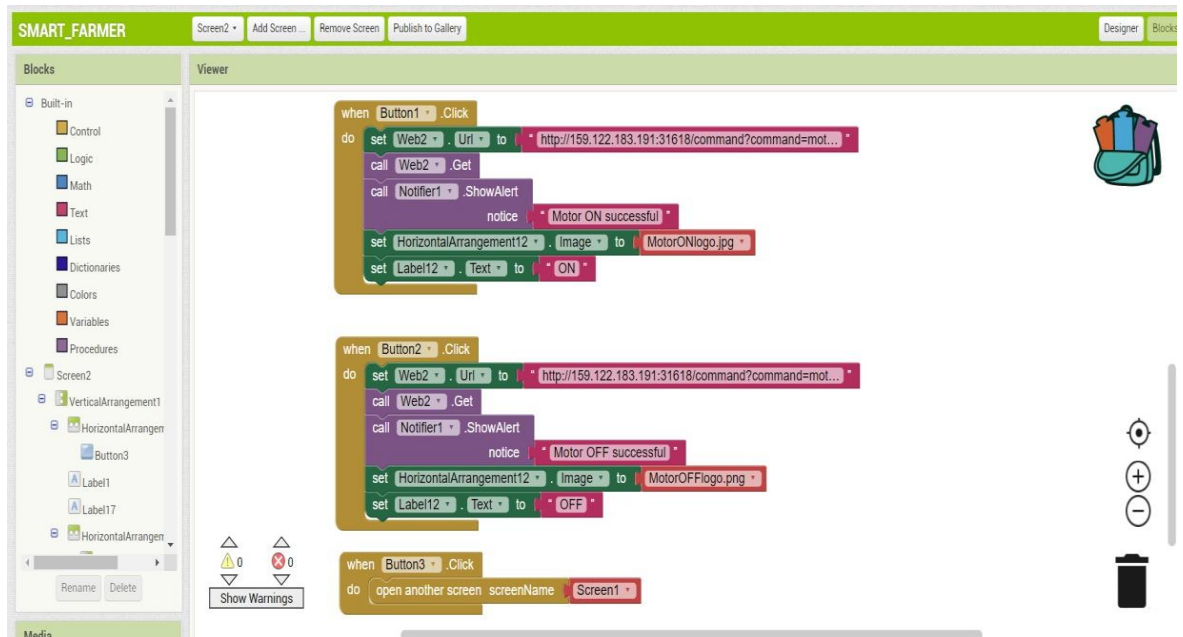 SMART_FARMER
Screen2
Add Screen ...
Remove Screen
Publish to Gallery
Designer
Blocks
Blocks
Viewer
Built-in
Control
Logic
Math
Text
Lists
Dictionaries
Colors
Variables
Procedures
Screen2
VerticalArrangement1
HorizontalArrangem
Button3
Label1
Label17
HorizontalArrangem
Rename
Delete
Media
when Button1 .Click
do set Web2 . Url to " http://159.122.183.191:31618/command?command=mot... "
call Web2 .Get
call Notifier1 .ShowAlert
notice " Motor ON successful "
set HorizontalArrangement12 . Image to MotorONlogo.jpg
set Label12 . Text to " ON "
when Button2 .Click
do set Web2 . Url to " http://159.122.183.191:31618/command?command=mot... "
call Web2 .Get
call Notifier1 .ShowAlert
notice " Motor OFF successful "
set HorizontalArrangement12 . Image to MotorOFFlogo.png
set Label12 . Text to " OFF "
when Button3 .Click
do open another screen screenName Screen1
0 0
Show Warnings